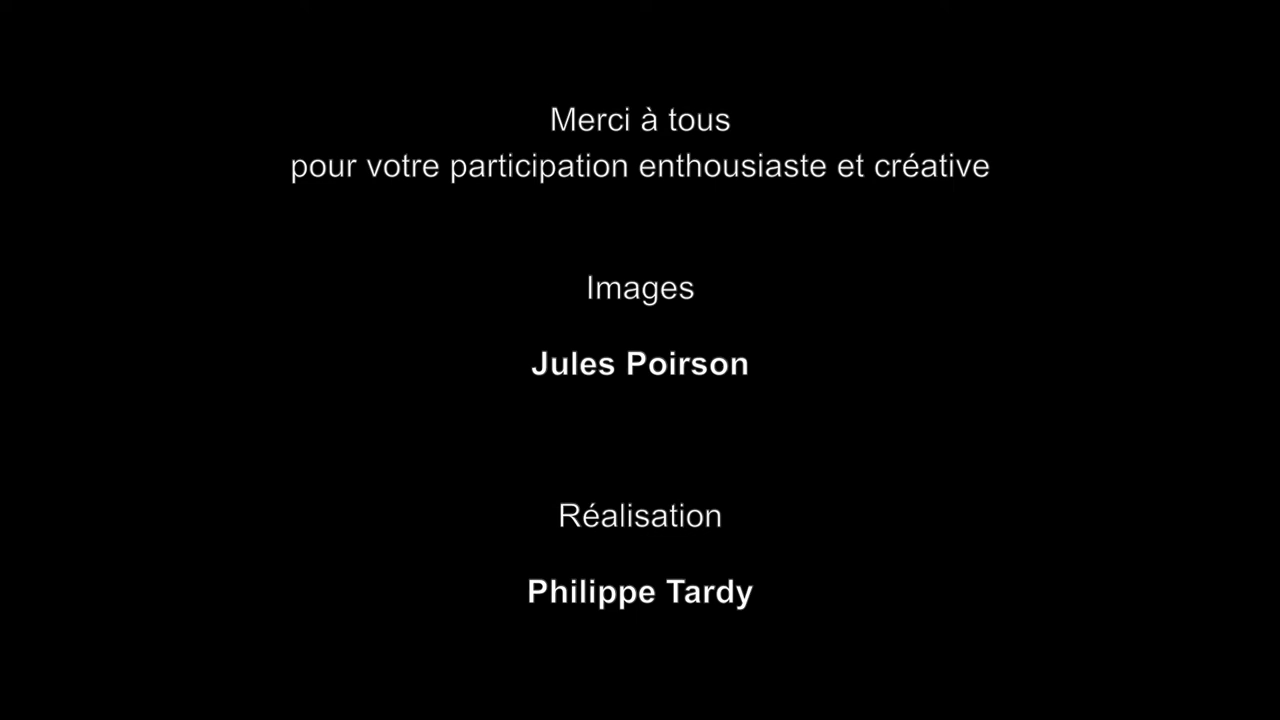 Merci à tous
pour votre participation enthousiaste et créative
Images
Jules Poirson
Réalisation
Philippe Tardy